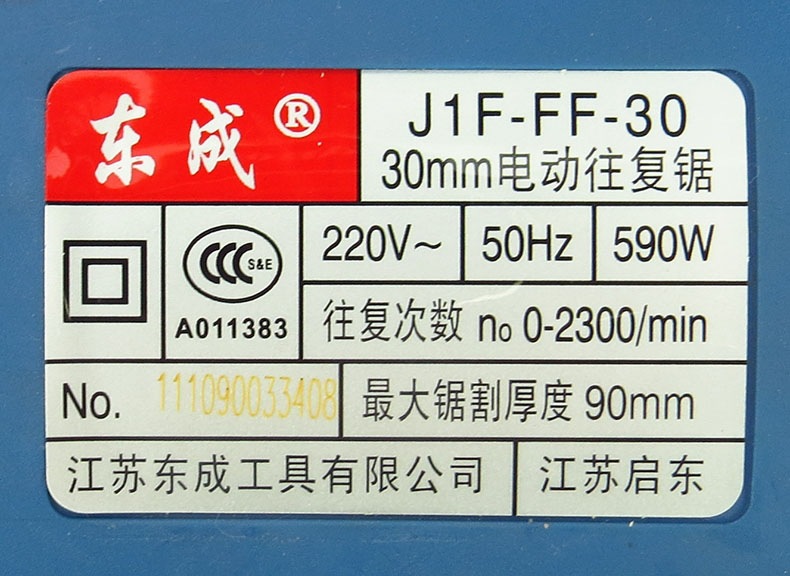 东成®
J1F-FF-30
30mm电动往复锯
CCC S&E
A011383
220V~
50Hz
590W
往复次数 n₀ 0-2300/min
No. 111090033408
最大锯割厚度 90mm
江苏东成工具有限公司
江苏启东